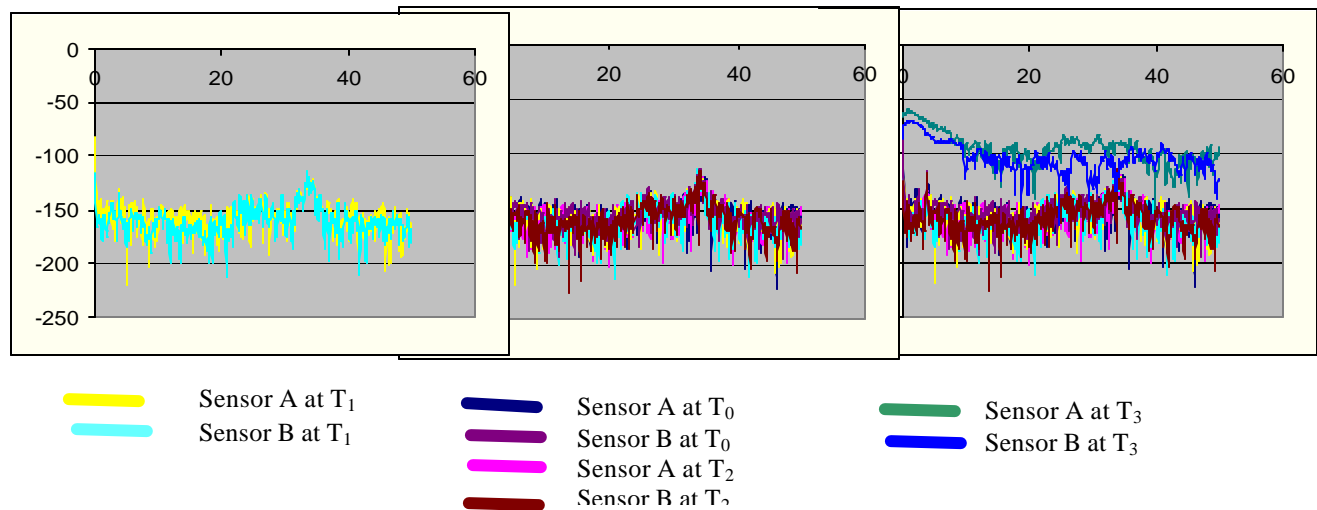 0
-50
-100
-150
-200
-250
0 20 40 60
20 40 60
0 20 40 60
Sensor A at T₁
Sensor B at T₁
Sensor A at T₀
Sensor B at T₀
Sensor A at T₂
Sensor B at T₂
Sensor A at T₃
Sensor B at T₃